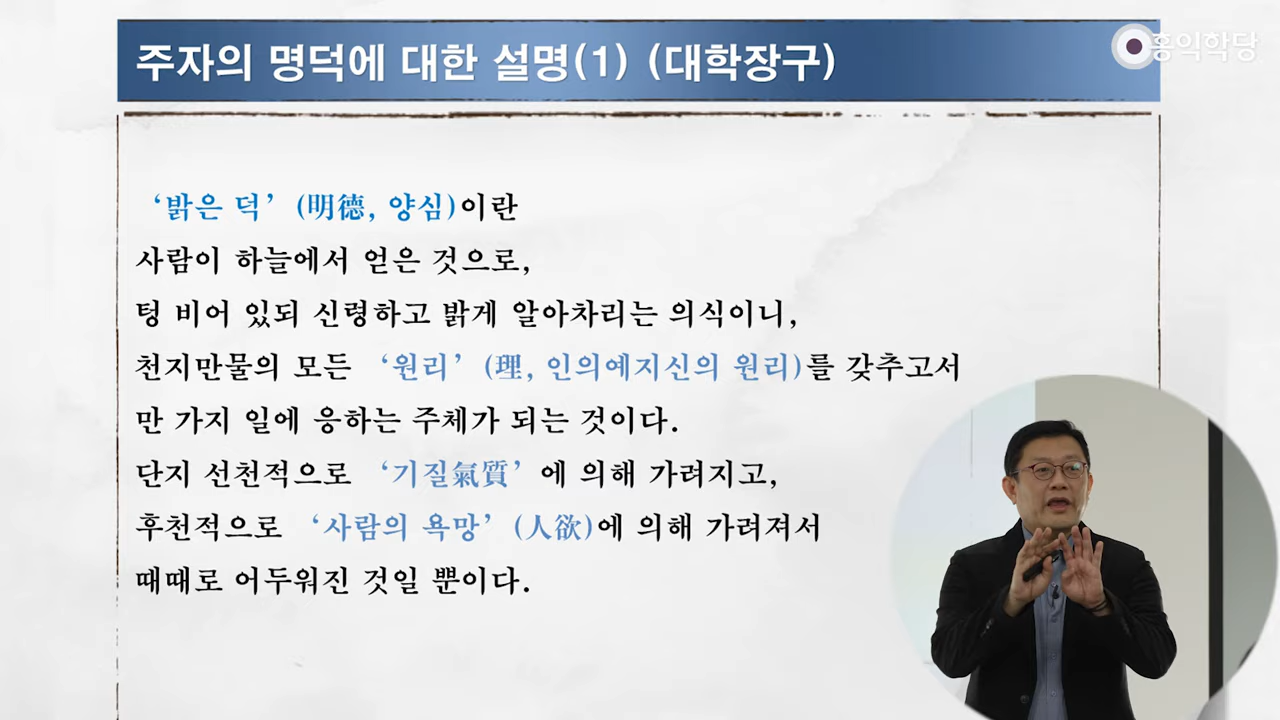 주자의 명덕에 대한 설명(1) (대학장구)
홍익학당
‘밝은 덕’ (明德, 양심)이란
사람이 하늘에서 얻은 것으로,
텅 비어 있되 신령하고 밝게 알아차리는 의식이니,
천지만물의 모든 ‘원리’ (理, 인의예지신의 원리)를 갖추고서
만 가지 일에 응하는 주체가 되는 것이다.
단지 선천적으로 ‘기질氣質’ 에 의해 가려지고,
후천적으로 ‘사람의 욕망’ (人欲)에 의해 가려져서
때때로 어두워진 것일 뿐이다.